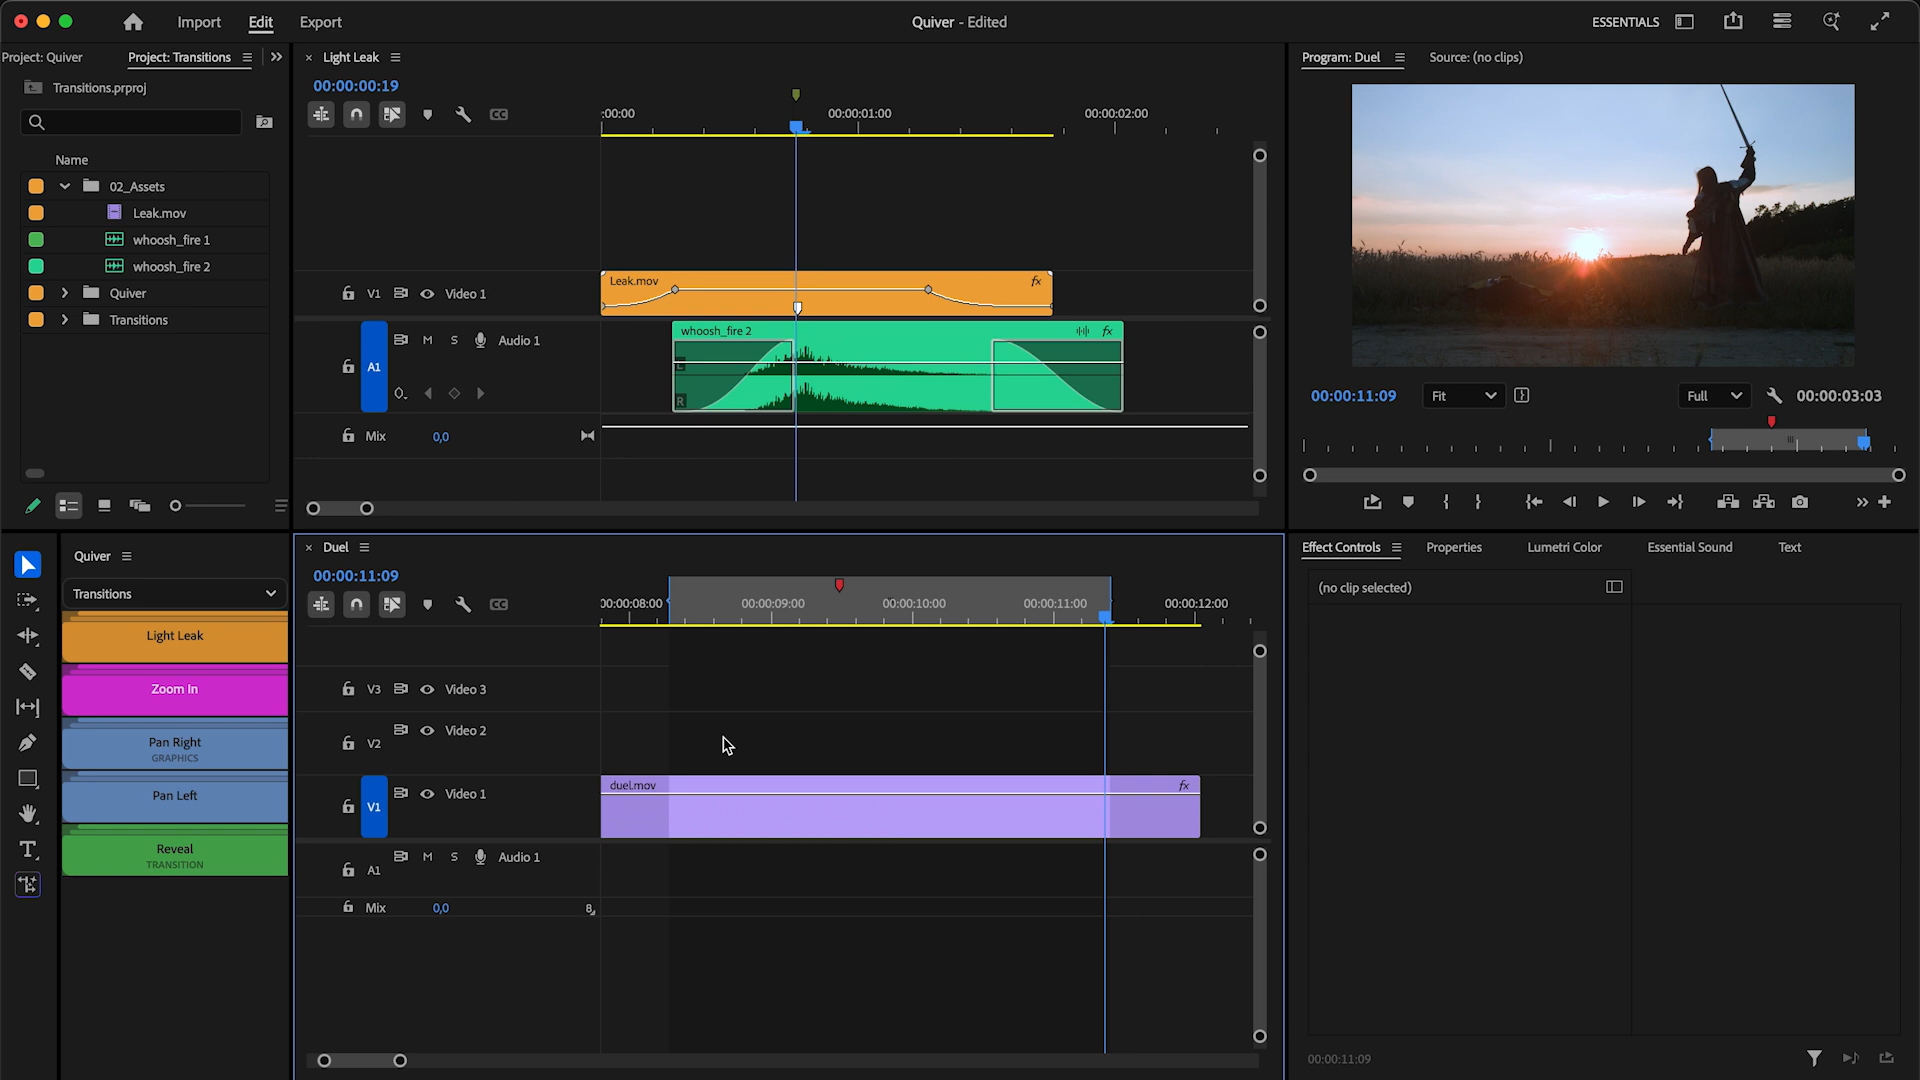 Import
Edit
Export
Quiver - Edited
ESSENTIALS
Project: Quiver
Project: Transitions
Transitions.prproj
Name
02_Assets
Leak.mov
whoosh_fire 1
whoosh_fire 2
Quiver
Transitions
Light Leak
00:00:00:19
CC
:00:00
00:00:01:00
00:00:02:00
V1
Video 1
Leak.mov
fx
A1
M
S
Audio 1
whoosh_fire 2
fx
L
R
Mix
0,0
Program: Duel
Source: (no clips)
00:00:11:09
Fit
Full
00:00:03:03
Quiver
Transitions
Light Leak
Zoom In
Pan Right
GRAPHICS
Pan Left
Reveal
TRANSITION
Duel
00:00:11:09
CC
00:00:08:00
00:00:09:00
00:00:10:00
00:00:11:00
00:00:12:00
V3
Video 3
V2
Video 2
V1
Video 1
duel.mov
fx
A1
M
S
Audio 1
Mix
0,0
Effect Controls
Properties
Lumetri Color
Essential Sound
Text
(no clip selected)
00:00:11:09